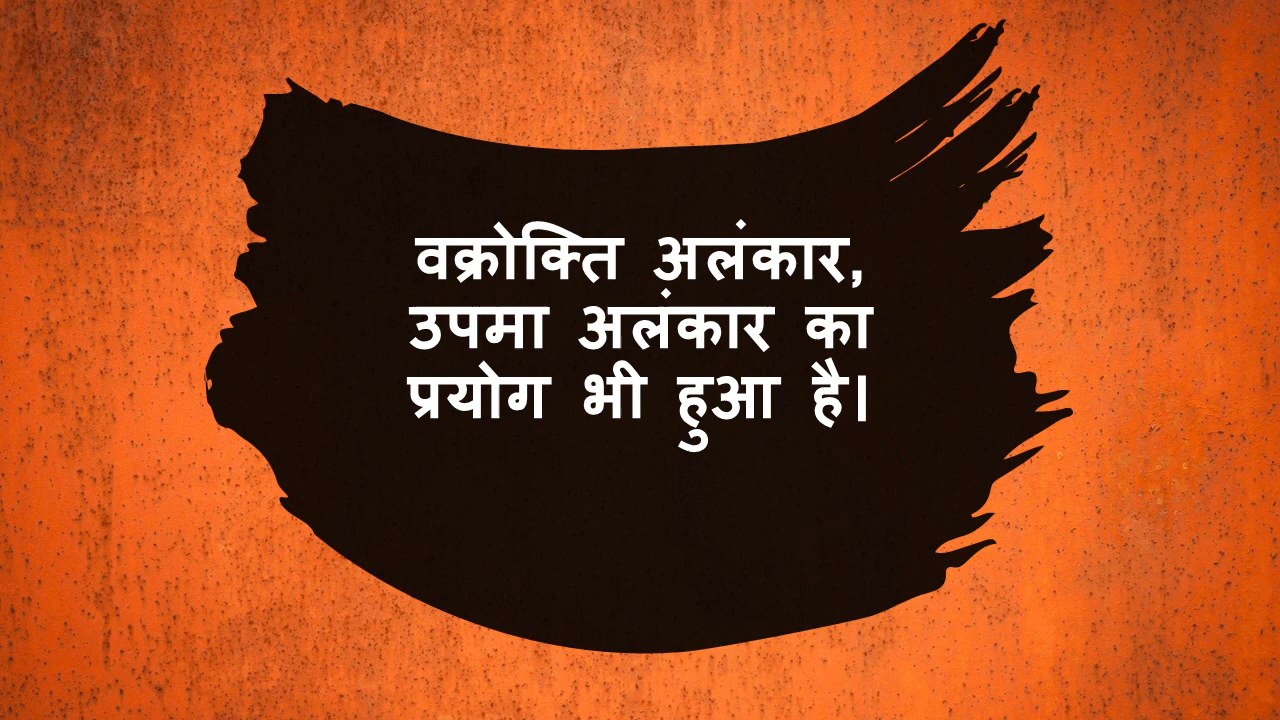 वक्रोक्ति अलंकार,
उपमा अलंकार का
प्रयोग भी हुआ है।